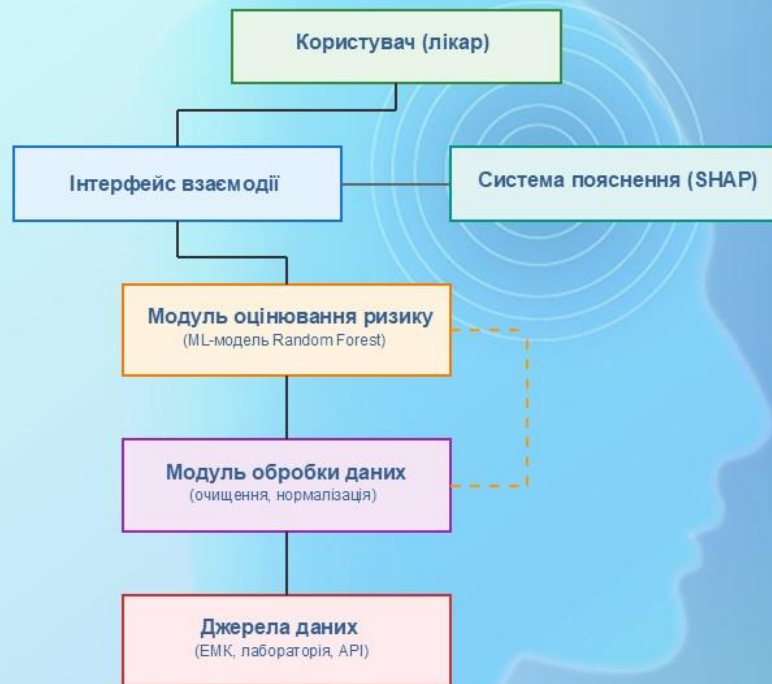 Користувач (лікар)
Інтерфейс взаємодії
Система пояснення (SHAP)
Модуль оцінювання ризику
(ML-модель Random Forest)
Модуль обробки даних
(очищення, нормалізація)
Джерела даних
(ЕМК, лабораторія, АРІ)